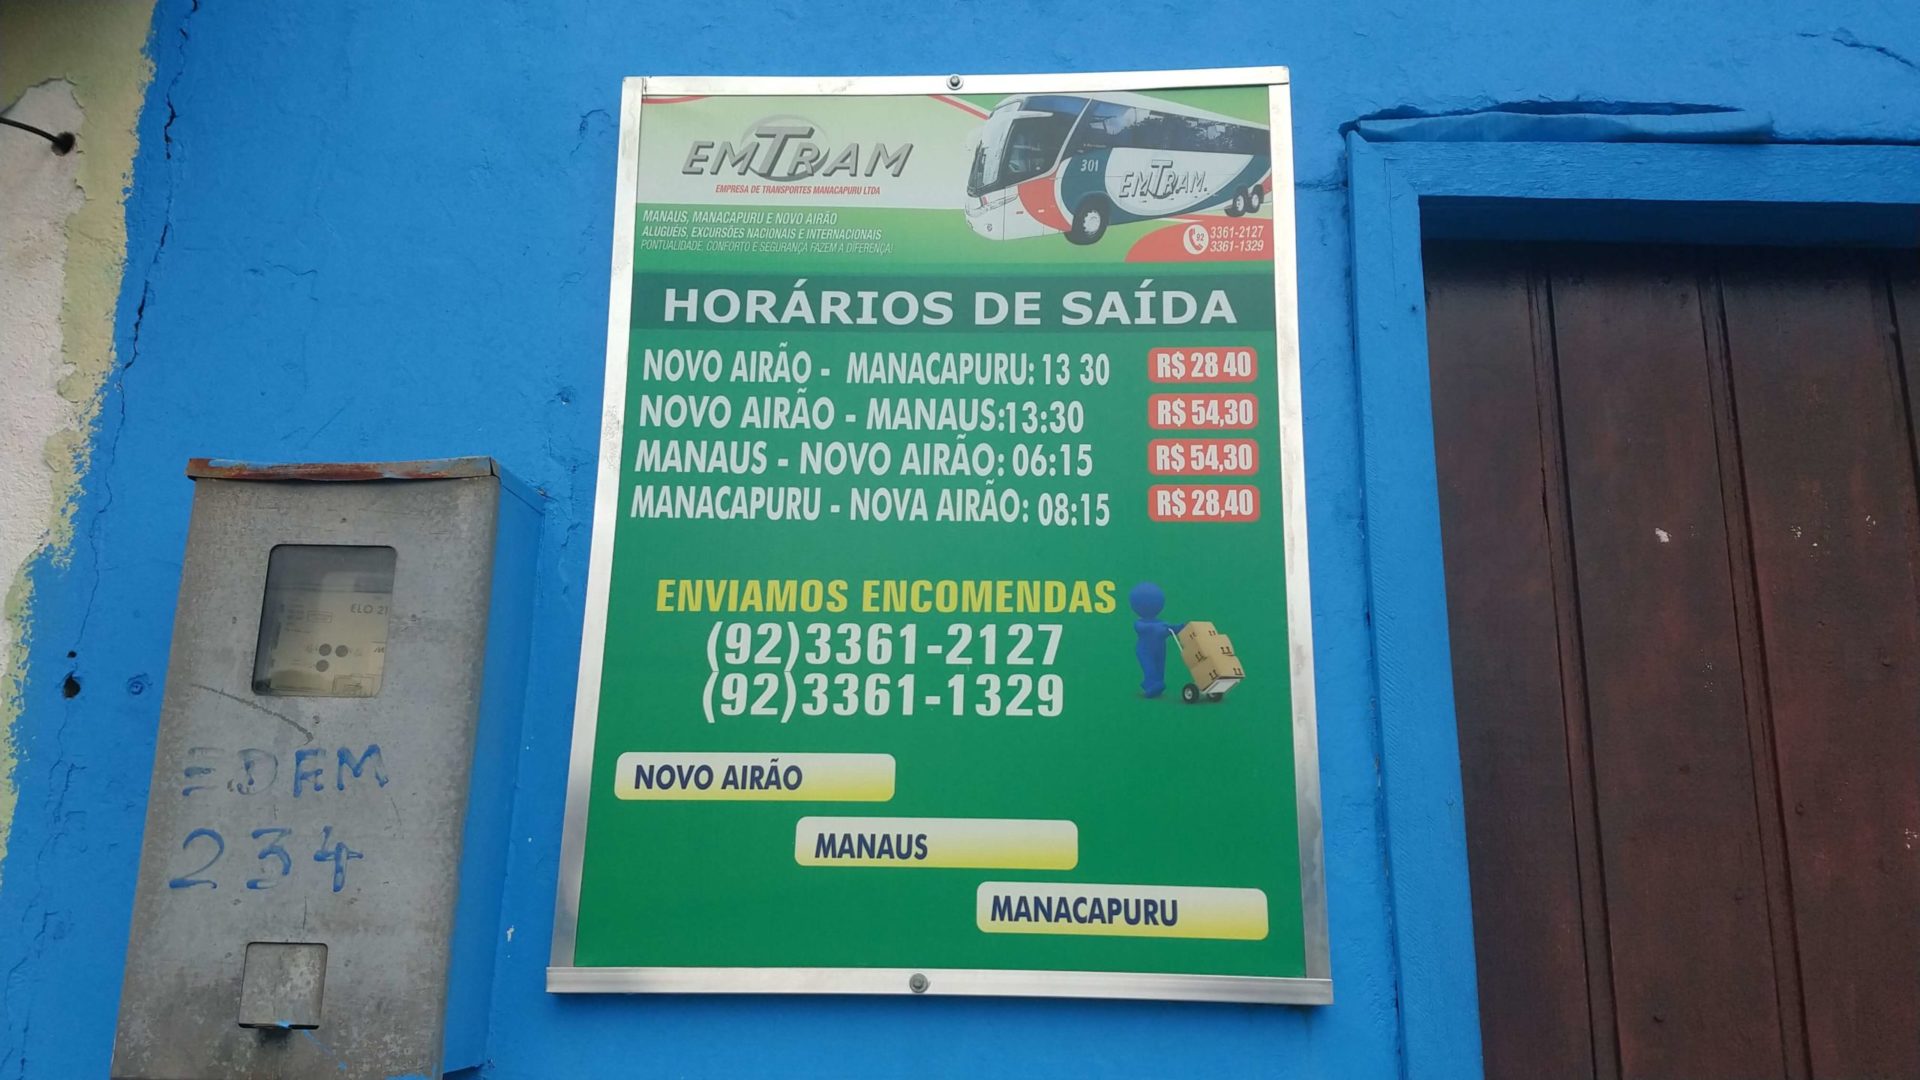 EMTRAM
EMPRESA DE TRANSPORTES MANACAPURU LTDA
301
EMTRAM.
MANAUS, MANACAPURU E NOVO AIRÃO
ALUGUÉIS, EXCURSÕES NACIONAIS E INTERNACIONAIS
PONTUALIDADE, CONFORTO E SEGURANÇA FAZEM A DIFERENÇA!
92 3361-2127
3361-1329
HORÁRIOS DE SAÍDA
NOVO AIRÃO - MANACAPURU: 13 30 R$ 28 40
NOVO AIRÃO - MANAUS:13:30 R$ 54,30
MANAUS - NOVO AIRÃO: 06:15 R$ 54,30
MANACAPURU - NOVA AIRÃO: 08:15 R$ 28,40
ENVIAMOS ENCOMENDAS
(92)3361-2127
(92)3361-1329
NOVO AIRÃO
MANAUS
MANACAPURU
ELO 21
EDEM
234